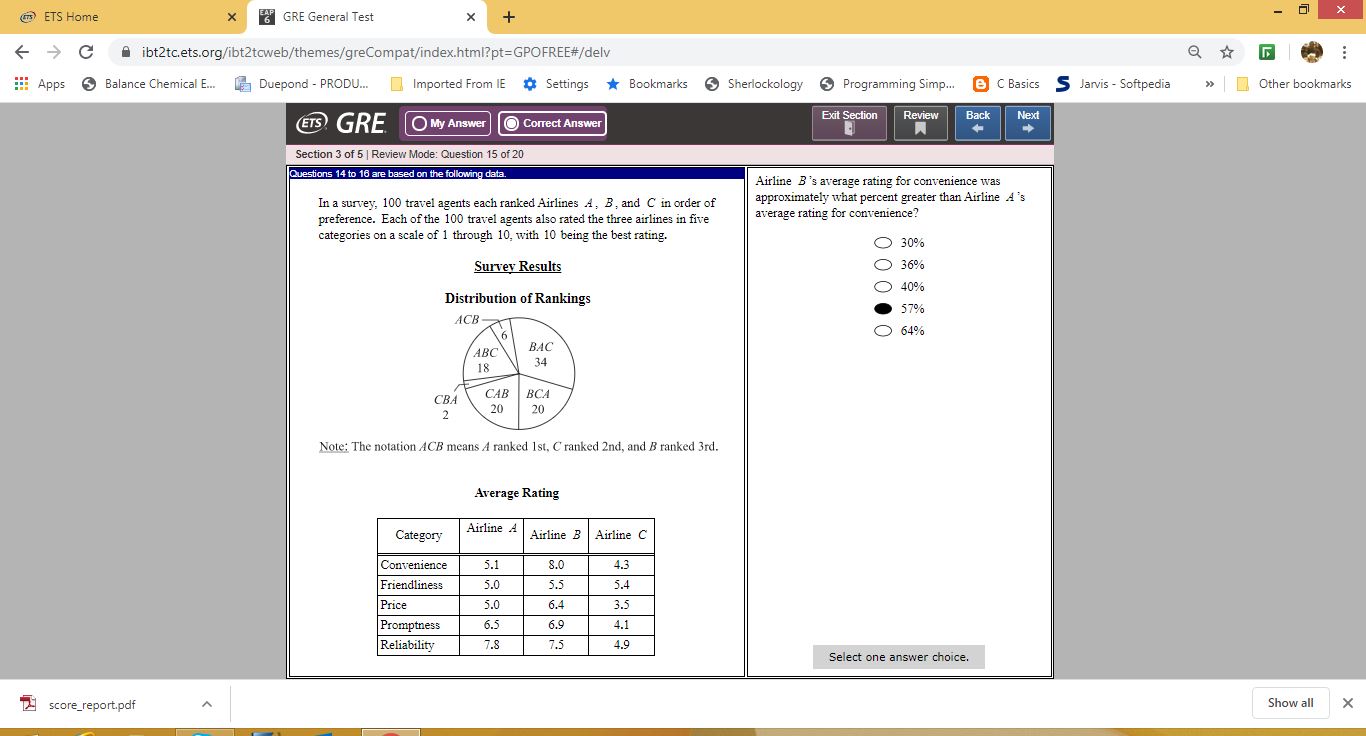 ETS Home
GRE General Test
ibt2tc.ets.org/ibt2tcweb/themes/greCompat/index.html?pt=GPOFREE#/delv
Apps Balance Chemical E... Duepond - PRODU... Imported From IE Settings Bookmarks Sherlockology Programming Simp... C Basics Jarvis - Softpedia » Other bookmarks
ETS GRE My Answer Correct Answer Exit Section Review Back Next
Section 3 of 5 | Review Mode: Question 15 of 20
Questions 14 to 16 are based on the following data.
In a survey, 100 travel agents each ranked Airlines A, B, and C in order of
preference. Each of the 100 travel agents also rated the three airlines in five
categories on a scale of 1 through 10, with 10 being the best rating.
Survey Results
Distribution of Rankings
ACB
6
BAC
34
ABC
18
CBA
2
CAB
20
BCA
20
Note: The notation ACB means A ranked 1st, C ranked 2nd, and B ranked 3rd.
Average Rating
Category Airline A Airline B Airline C
Convenience 5.1 8.0 4.3
Friendliness 5.0 5.5 5.4
Price 5.0 6.4 3.5
Promptness 6.5 6.9 4.1
Reliability 7.8 7.5 4.9
Airline B's average rating for convenience was
approximately what percent greater than Airline A's
average rating for convenience?
30%
36%
40%
57%
64%
Select one answer choice.
score_report.pdf
Show all